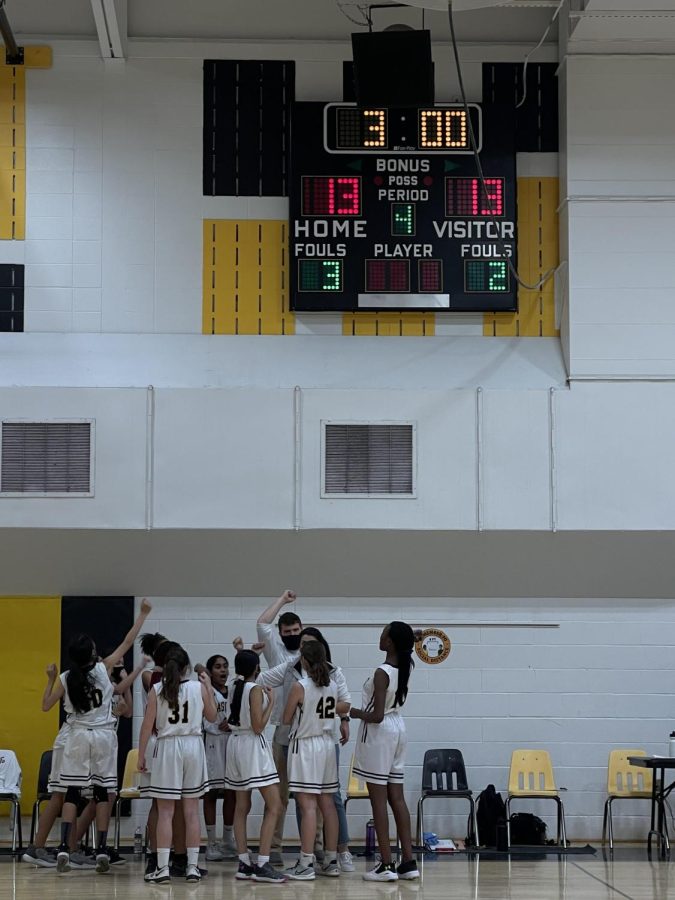 3:00
BONUS
POSS
13 PERIOD 13
HOME 4 VISITOR
FOULS PLAYER FOULS
3 2
31
42